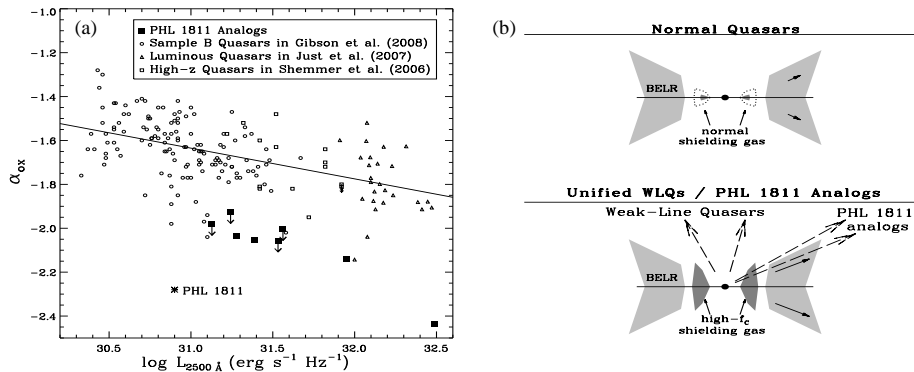 (a)
PHL 1811 Analogs
Sample B Quasars in Gibson et al. (2008)
Luminous Quasars in Just et al. (2007)
High-z Quasars in Shemmer et al. (2006)
-1.0
-1.2
-1.4
-1.6
-1.8
-2.0
-2.2
-2.4
αox
PHL 1811
30.5
31.0
31.5
32.0
32.5
log L2500 Å (erg s⁻¹ Hz⁻¹)
(b)
Normal Quasars
BELR
normal
shielding gas
Unified WLQs / PHL 1811 Analogs
Weak-Line Quasars
PHL 1811
analogs
BELR
high-fc
shielding gas